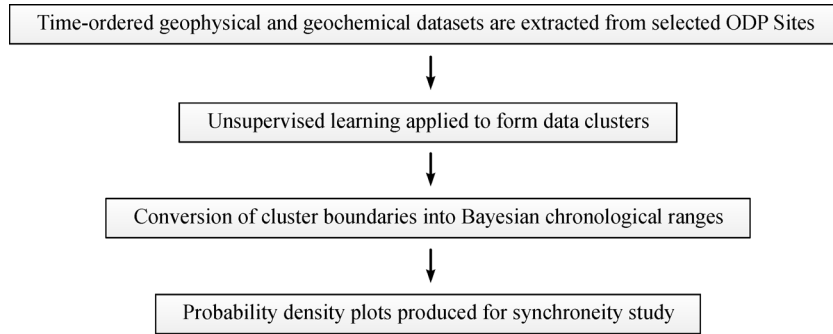 Time-ordered geophysical and geochemical datasets are extracted from selected ODP Sites
Unsupervised learning applied to form data clusters
Conversion of cluster boundaries into Bayesian chronological ranges
Probability density plots produced for synchroneity study